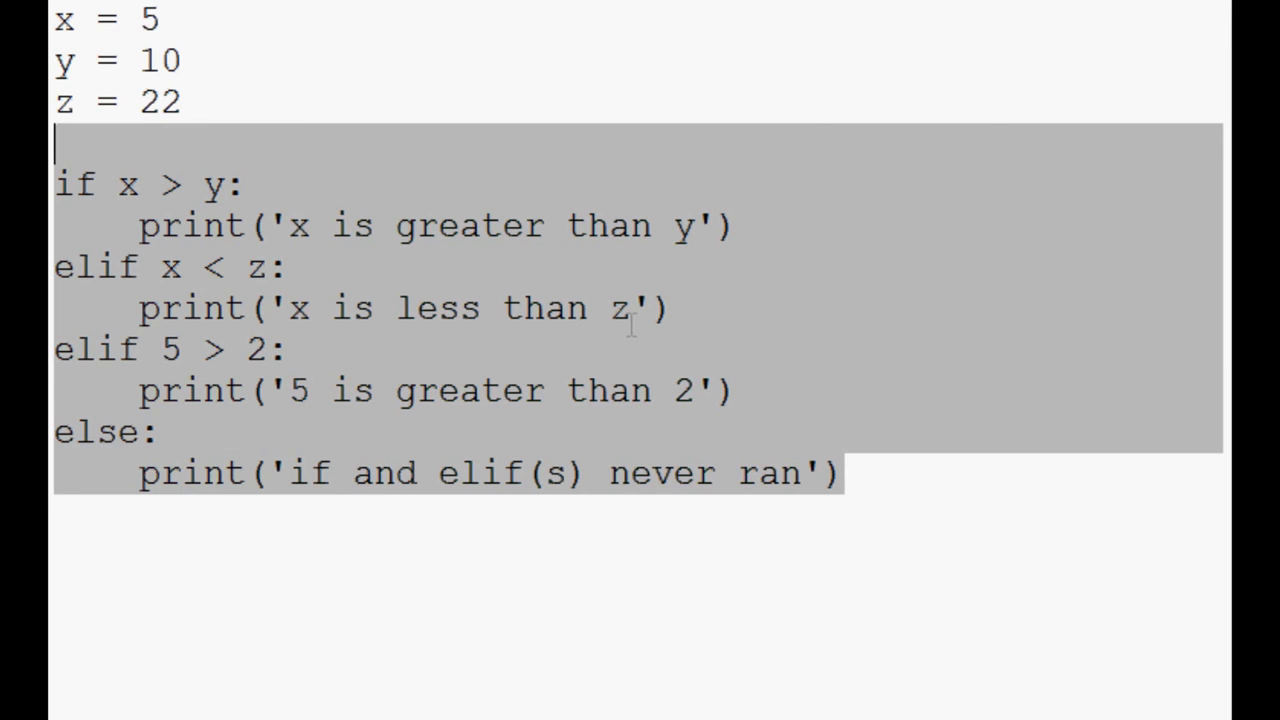 x = 5
y = 10
z = 22
if x > y:
    print('x is greater than y')
elif x < z:
    print('x is less than z')
elif 5 > 2:
    print('5 is greater than 2')
else:
    print('if and elif(s) never ran')